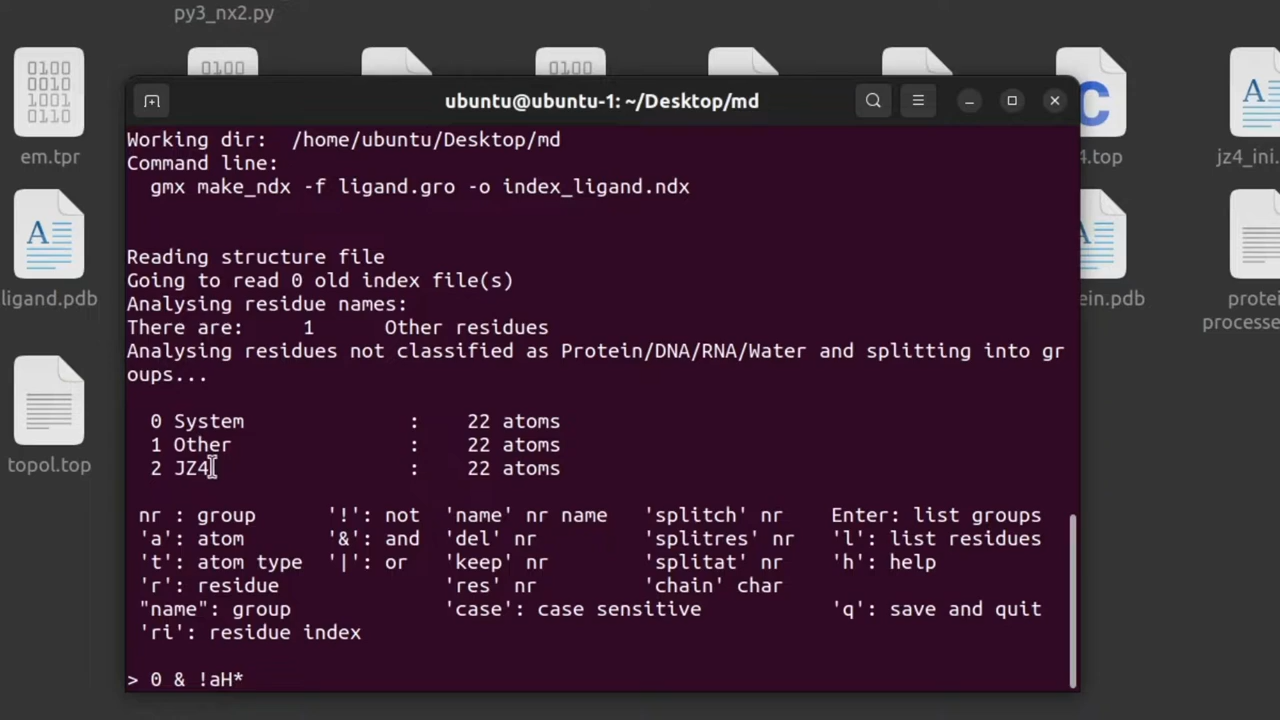 py3_nx2.py
0100
0100
0100
0010
1011
0110
em.tpr
4.top
jz4_ini.
ligand.pdb
ein.pdb
protei
processe
topol.top
ubuntu@ubuntu-1: ~/Desktop/md
Working dir: /home/ubuntu/Desktop/md
Command line:
gmx make_ndx -f ligand.gro -o index_ligand.ndx
Reading structure file
Going to read 0 old index file(s)
Analysing residue names:
There are: 1 Other residues
Analysing residues not classified as Protein/DNA/RNA/Water and splitting into gr
oups...
0 System : 22 atoms
1 Other : 22 atoms
2 JZ4 : 22 atoms
nr : group '!': not 'name' nr name 'splitch' nr Enter: list groups
'a': atom '&': and 'del' nr 'splitres' nr 'l': list residues
't': atom type '|': or 'keep' nr 'splitat' nr 'h': help
'r': residue 'res' nr 'chain' char
"name": group 'case': case sensitive 'q': save and quit
'ri': residue index
> 0 & !aH*